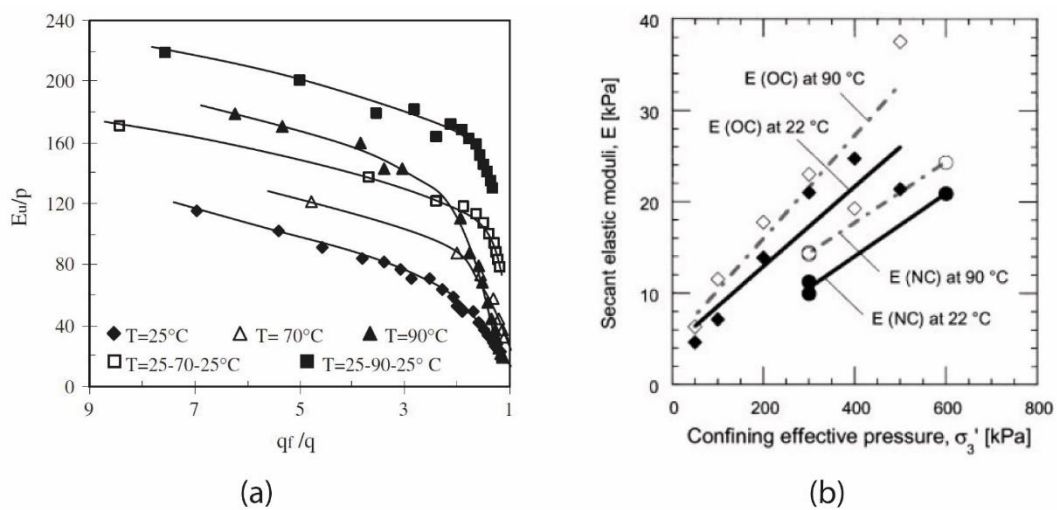 240
200
160
120
80
40
0
Eu/p
T=25°C
T= 70°C
T=90°C
T=25-70-25°C
T=25-90-25° C
9
7
5
3
1
qf /q
(a)
40
30
20
10
0
Secant elastic moduli, E [kPa]
E (OC) at 90 °C
E (OC) at 22 °C
E (NC) at 90 °C
E (NC) at 22 °C
0
200
400
600
800
Confining effective pressure, σ3' [kPa]
(b)